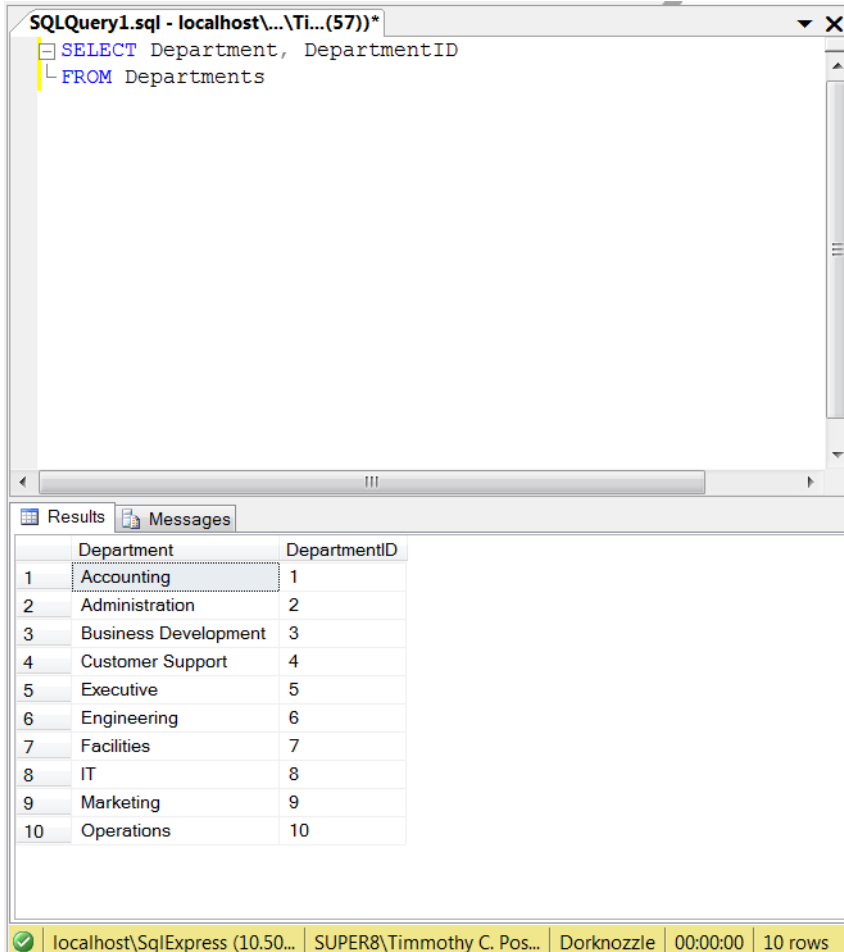 SQLQuery1.sql - localhost\...\Ti...(57))*
SELECT Department, DepartmentID
FROM Departments
Results Messages
Department DepartmentID
1 Accounting 1
2 Administration 2
3 Business Development 3
4 Customer Support 4
5 Executive 5
6 Engineering 6
7 Facilities 7
8 IT 8
9 Marketing 9
10 Operations 10
localhost\SqlExpress (10.50... SUPER8\Timmothy C. Pos... Dorknozzle 00:00:00 10 rows